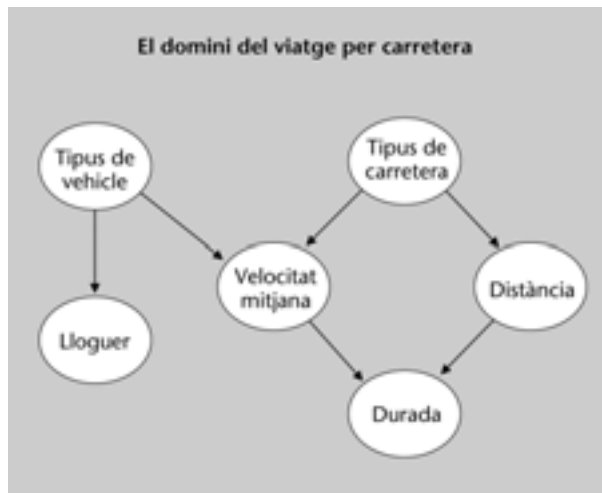 El domini del viatge per carretera
Tipus de
vehicle
Tipus de
carretera
Velocitat
mitjana
Distància
Lloguer
Durada